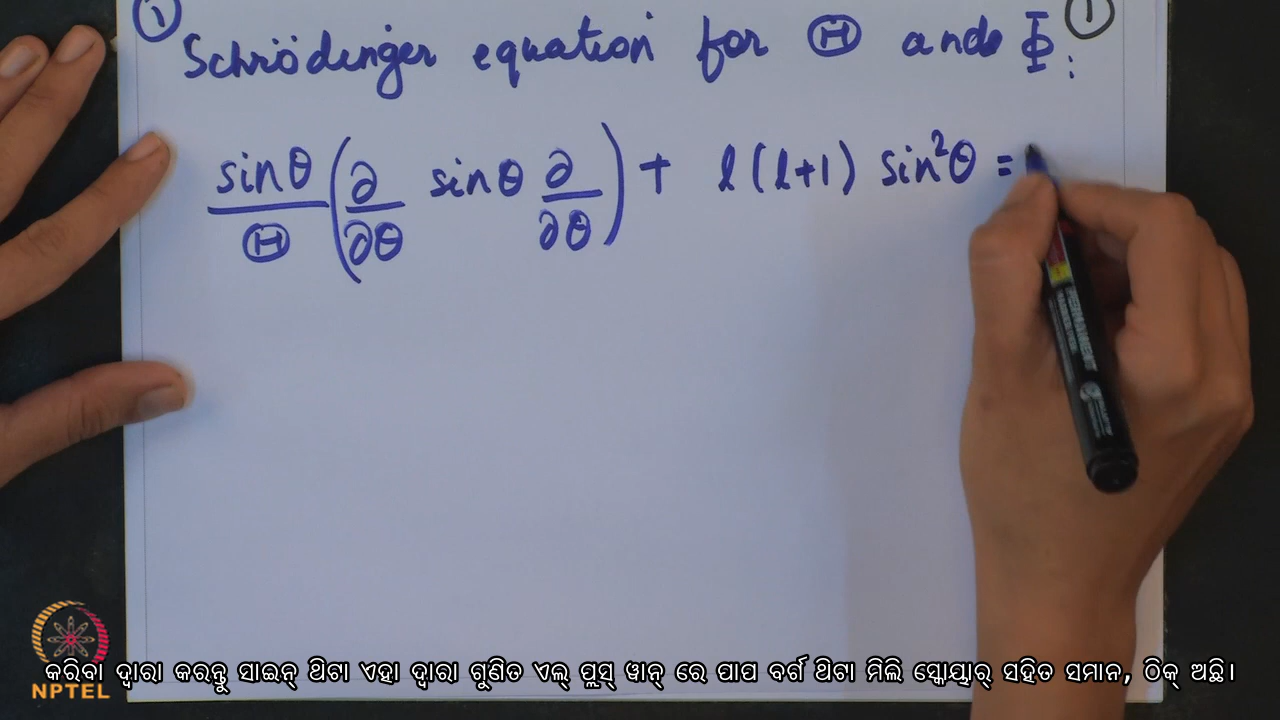 ① Schrödinger equation for Ⓗ and Φ : ①
sinθ/Ⓗ (∂/∂θ sinθ ∂/∂θ) + l(l+1) sin²θ =
NPTEL
କରିବା ଦ୍ୱାରା କରନ୍ତୁ ସାଇନ୍ ଥିଟା ଏହା ଦ୍ୱାରା ଗୁଣିତ ଏଲ୍ ପ୍ଲସ୍ ୱାନ୍ ରେ ପାପ ବର୍ଗ ଥିଟା ମିଲି ସ୍କୋୟାର୍ ସହିତ ସମାନ, ଠିକ୍ ଅଛି।